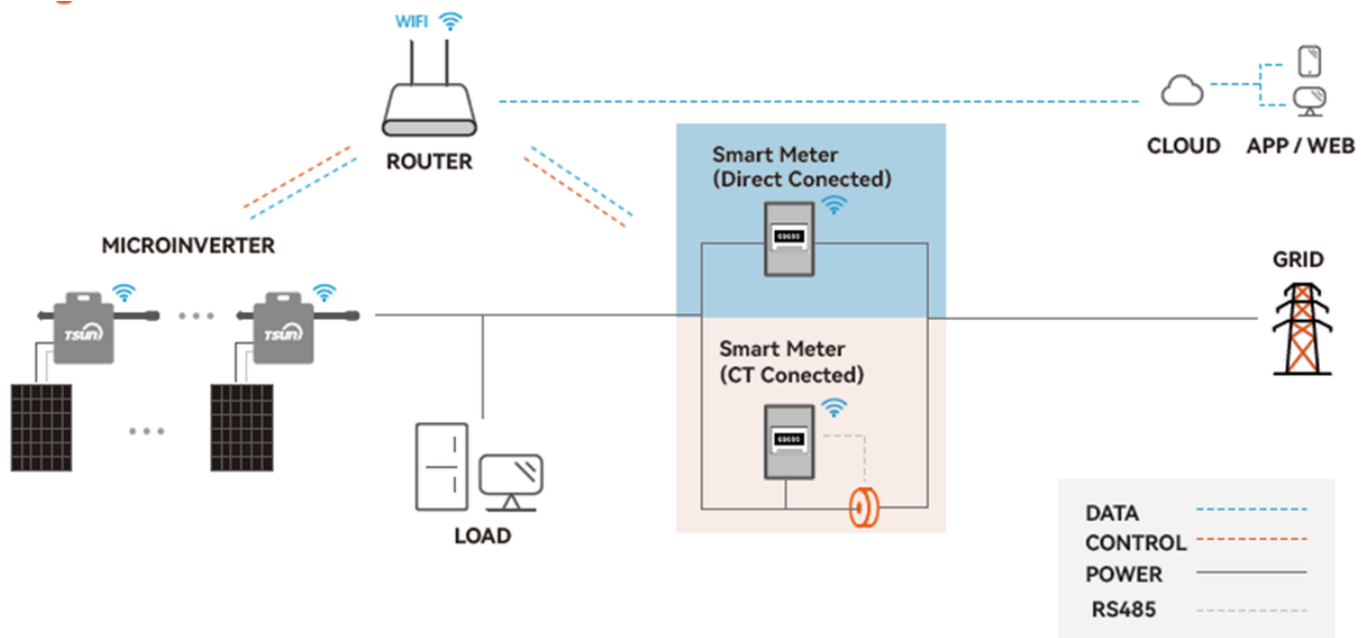 WIFI
ROUTER
CLOUD
APP / WEB
Smart Meter
(Direct Conected)
MICROINVERTER
TSUN
TSUN
GRID
Smart Meter
(CT Conected)
LOAD
DATA
CONTROL
POWER
RS485